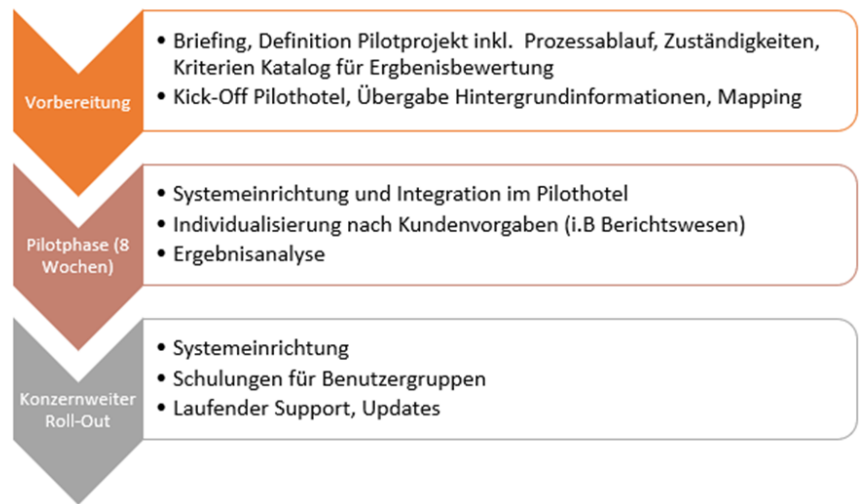 Vorbereitung
• Briefing, Definition Pilotprojekt inkl. Prozessablauf, Zuständigkeiten,
Kriterien Katalog für Ergbenisbewertung
• Kick-Off Pilothotel, Übergabe Hintergrundinformationen, Mapping
Pilotphase (8
Wochen)
• Systemeinrichtung und Integration im Pilothotel
• Individualisierung nach Kundenvorgaben (i.B Berichtswesen)
• Ergebnisanalyse
Konzernweiter
Roll-Out
• Systemeinrichtung
• Schulungen für Benutzergruppen
• Laufender Support, Updates